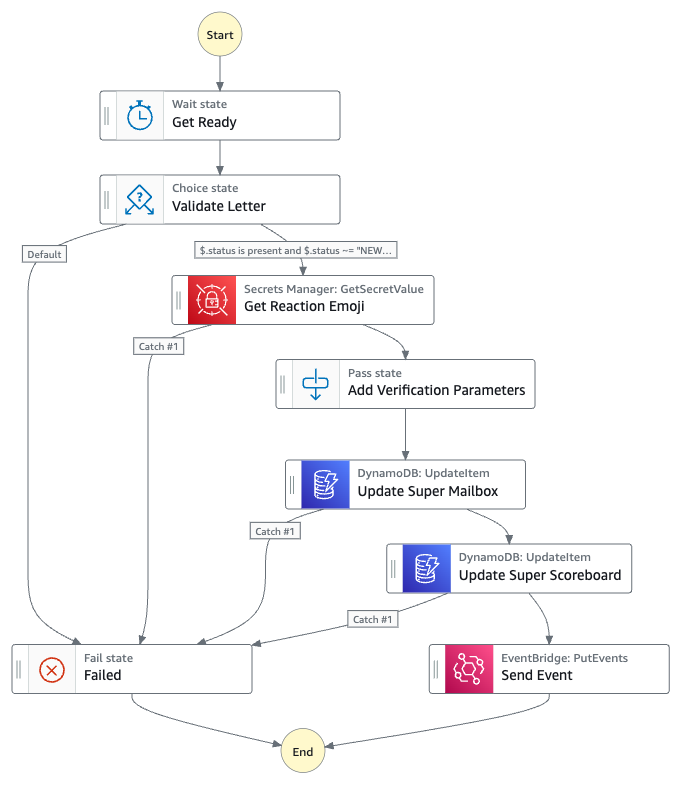 Start
Wait state
Get Ready
Choice state
Validate Letter
Default
$.status is present and $.status ~= "NEW...
Secrets Manager: GetSecretValue
Get Reaction Emoji
Catch #1
Pass state
Add Verification Parameters
DynamoDB: UpdateItem
Update Super Mailbox
Catch #1
DynamoDB: UpdateItem
Update Super Scoreboard
Catch #1
Fail state
Failed
EventBridge: PutEvents
Send Event
End